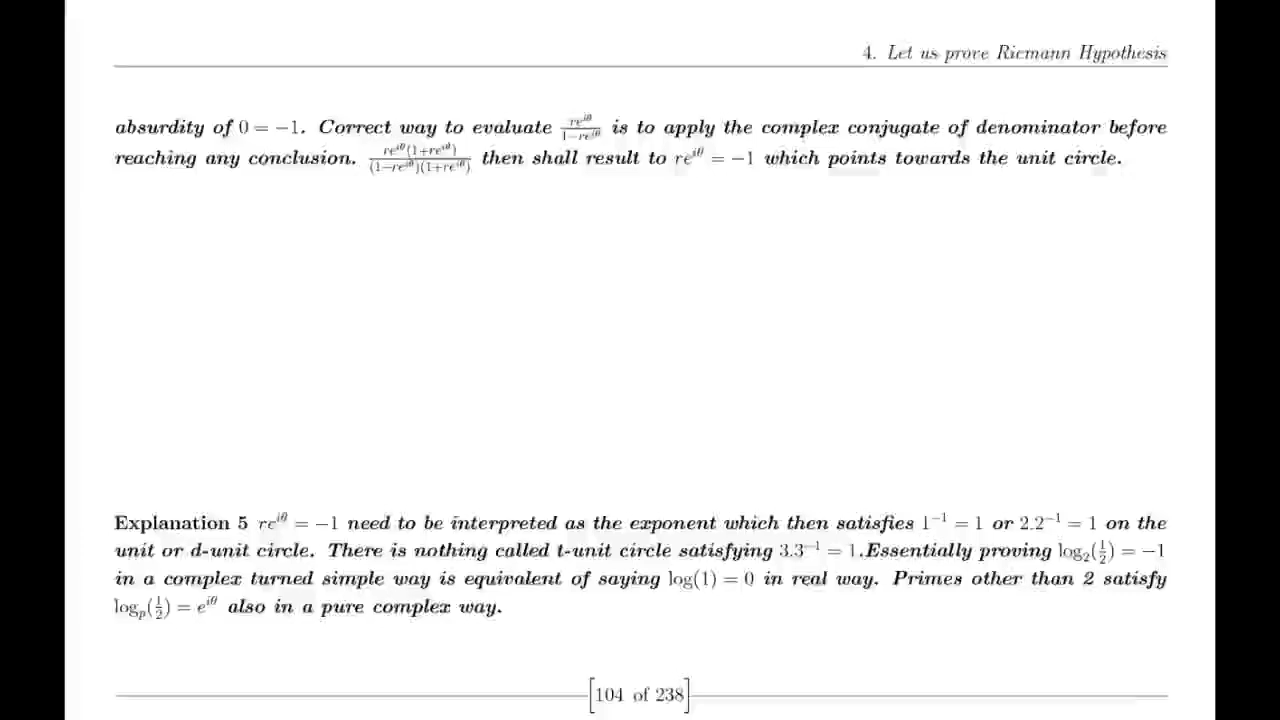 4. Let us prove Riemann Hypothesis
absurdity of 0 = −1. Correct way to evaluate re^{iθ}/(1−re^{iθ}) is to apply the complex conjugate of denominator before
reaching any conclusion. re^{iθ}(1+re^{iθ})/((1−re^{iθ})(1+re^{iθ})) then shall result to re^{iθ} = −1 which points towards the unit circle.
Explanation 5 re^{iθ} = −1 need to be interpreted as the exponent which then satisfies 1^{−1} = 1 or 2.2^{−1} = 1 on the
unit or d-unit circle. There is nothing called t-unit circle satisfying 3.3^{−1} = 1.Essentially proving log₂(1/2) = −1
in a complex turned simple way is equivalent of saying log(1) = 0 in real way. Primes other than 2 satisfy
log_p(1/2) = e^{iθ} also in a pure complex way.
[104 of 238]